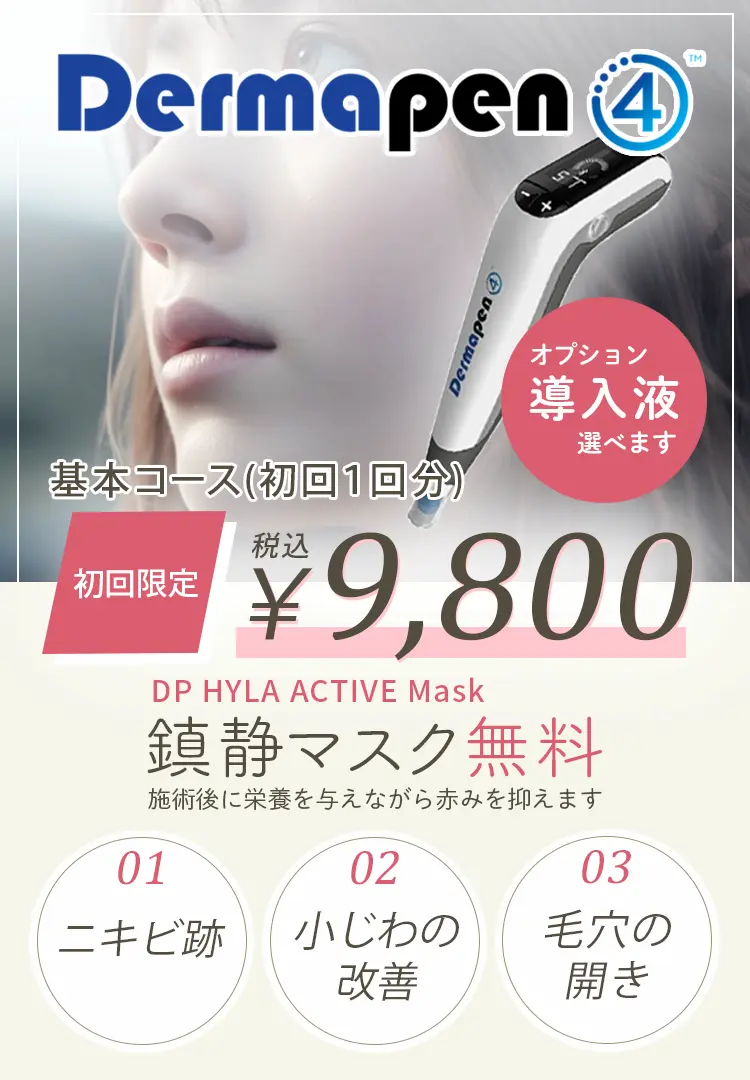 Dermapen 4 ™
Dermapen 4
オプション
導入液
選べます
基本コース(初回1回分)
初回限定
税込
¥9,800
DP HYLA ACTIVE Mask
鎮静マスク無料
施術後に栄養を与えながら赤みを抑えます
01
ニキビ跡
02
小じわの
改善
03
毛穴の
開き